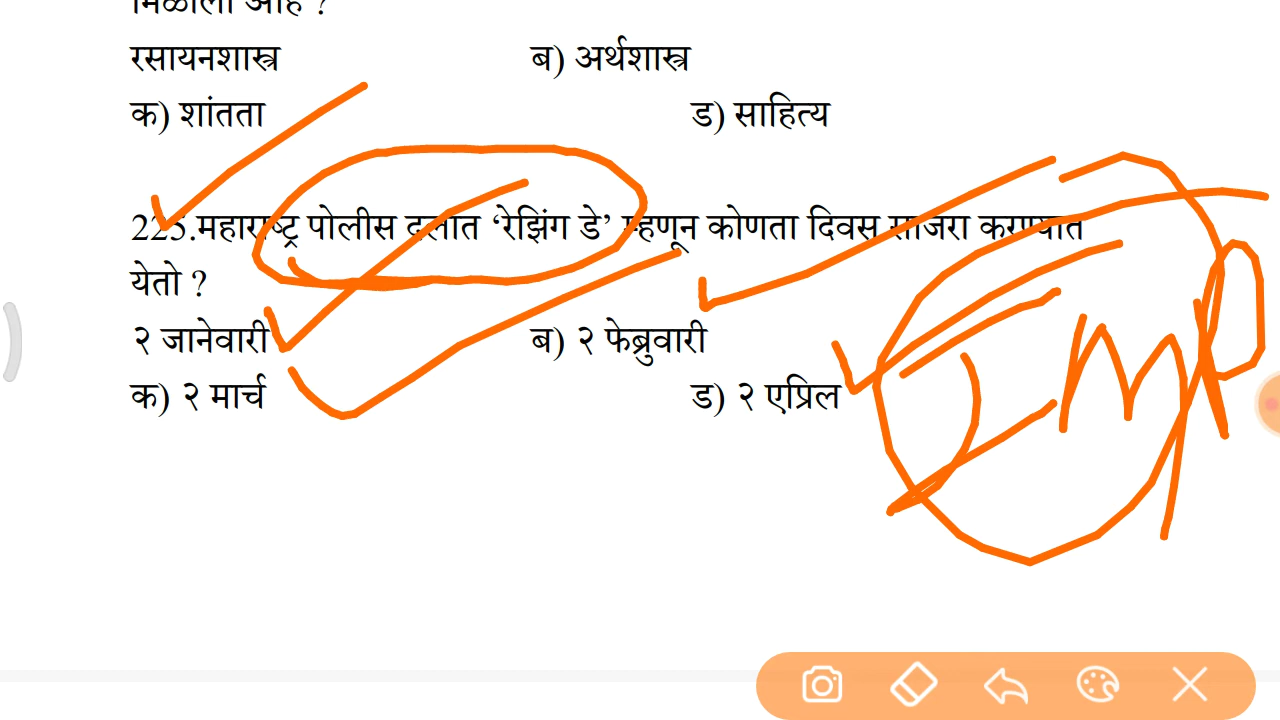 मिळाला आहे ?
रसायनशास्त्र ब) अर्थशास्त्र
क) शांतता ड) साहित्य
225.महाराष्ट्र पोलीस दलात ‘रेझिंग डे’ म्हणून कोणता दिवस साजरा करण्यात
येतो ?
२ जानेवारी ब) २ फेब्रुवारी
क) २ मार्च ड) २ एप्रिल
Imp